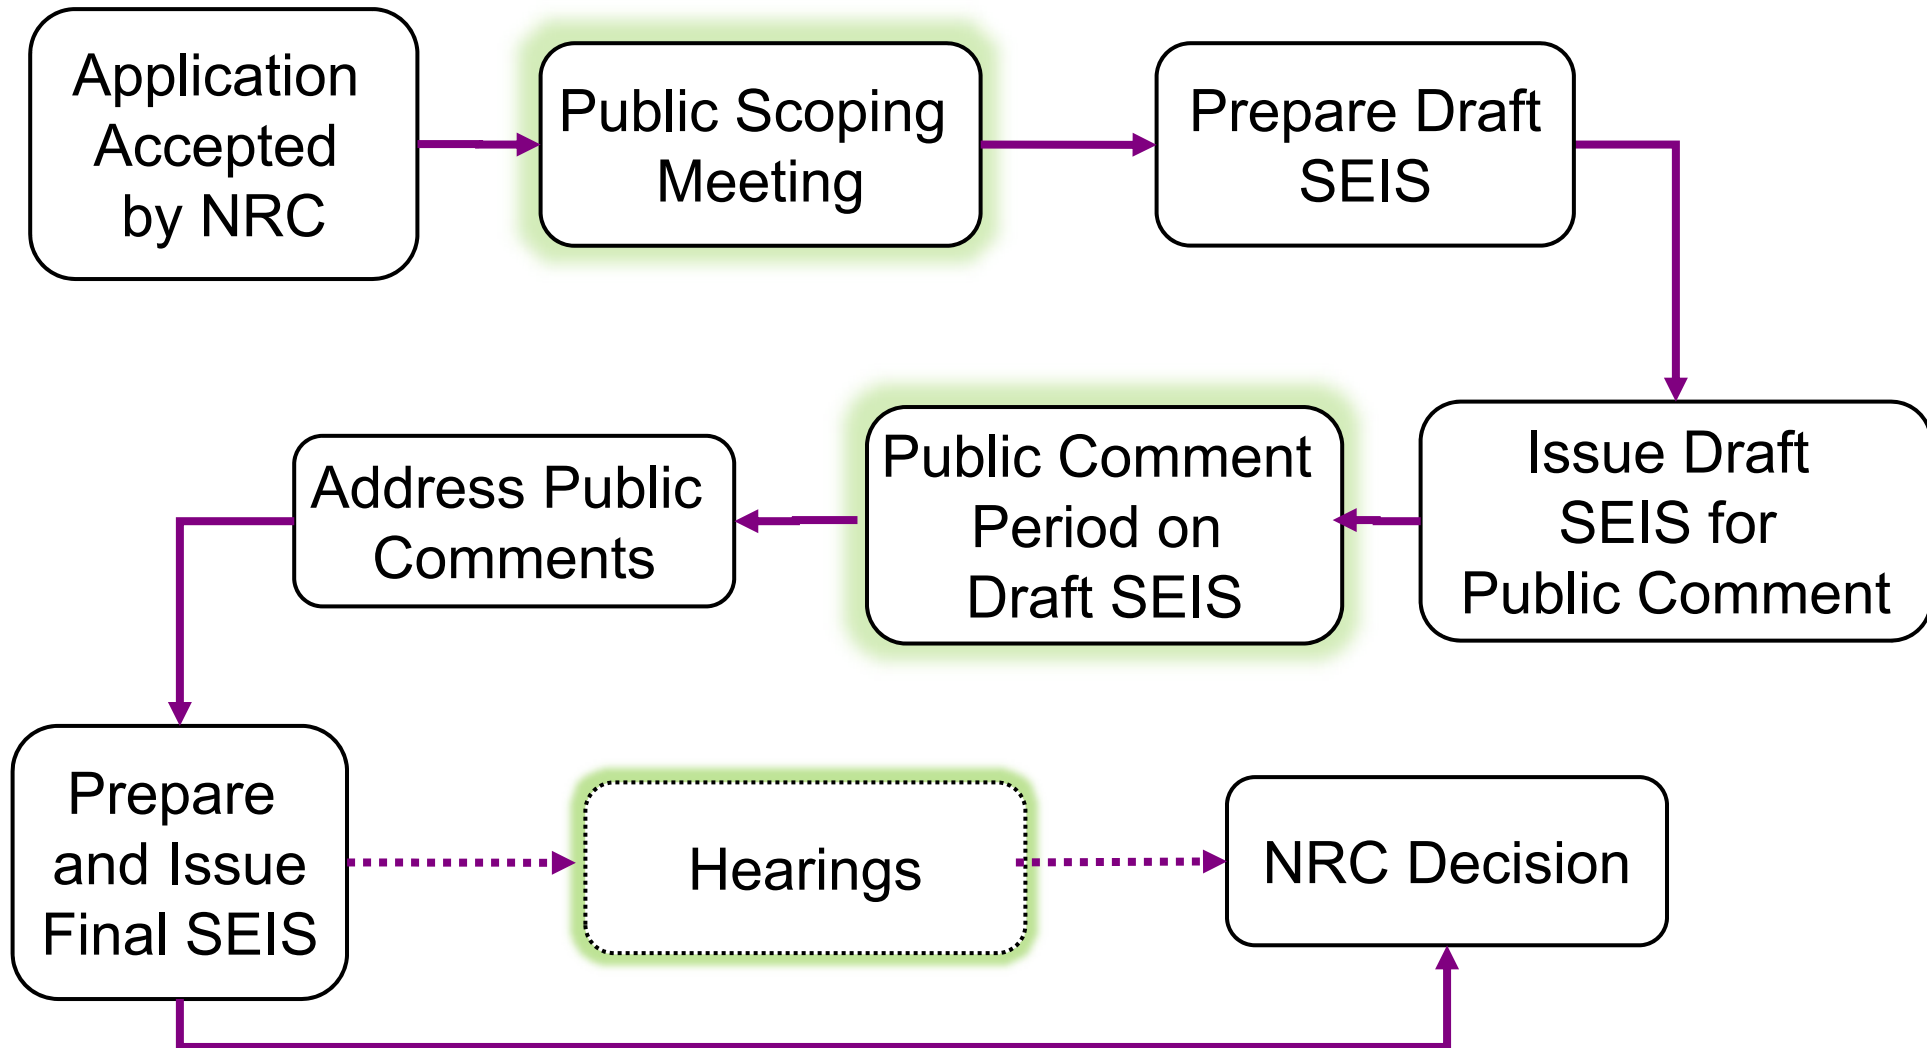 Application
Accepted
by NRC
Public Scoping
Meeting
Prepare Draft
SEIS
Issue Draft
SEIS for
Public Comment
Public Comment
Period on
Draft SEIS
Address Public
Comments
Prepare
and Issue
Final SEIS
Hearings
NRC Decision